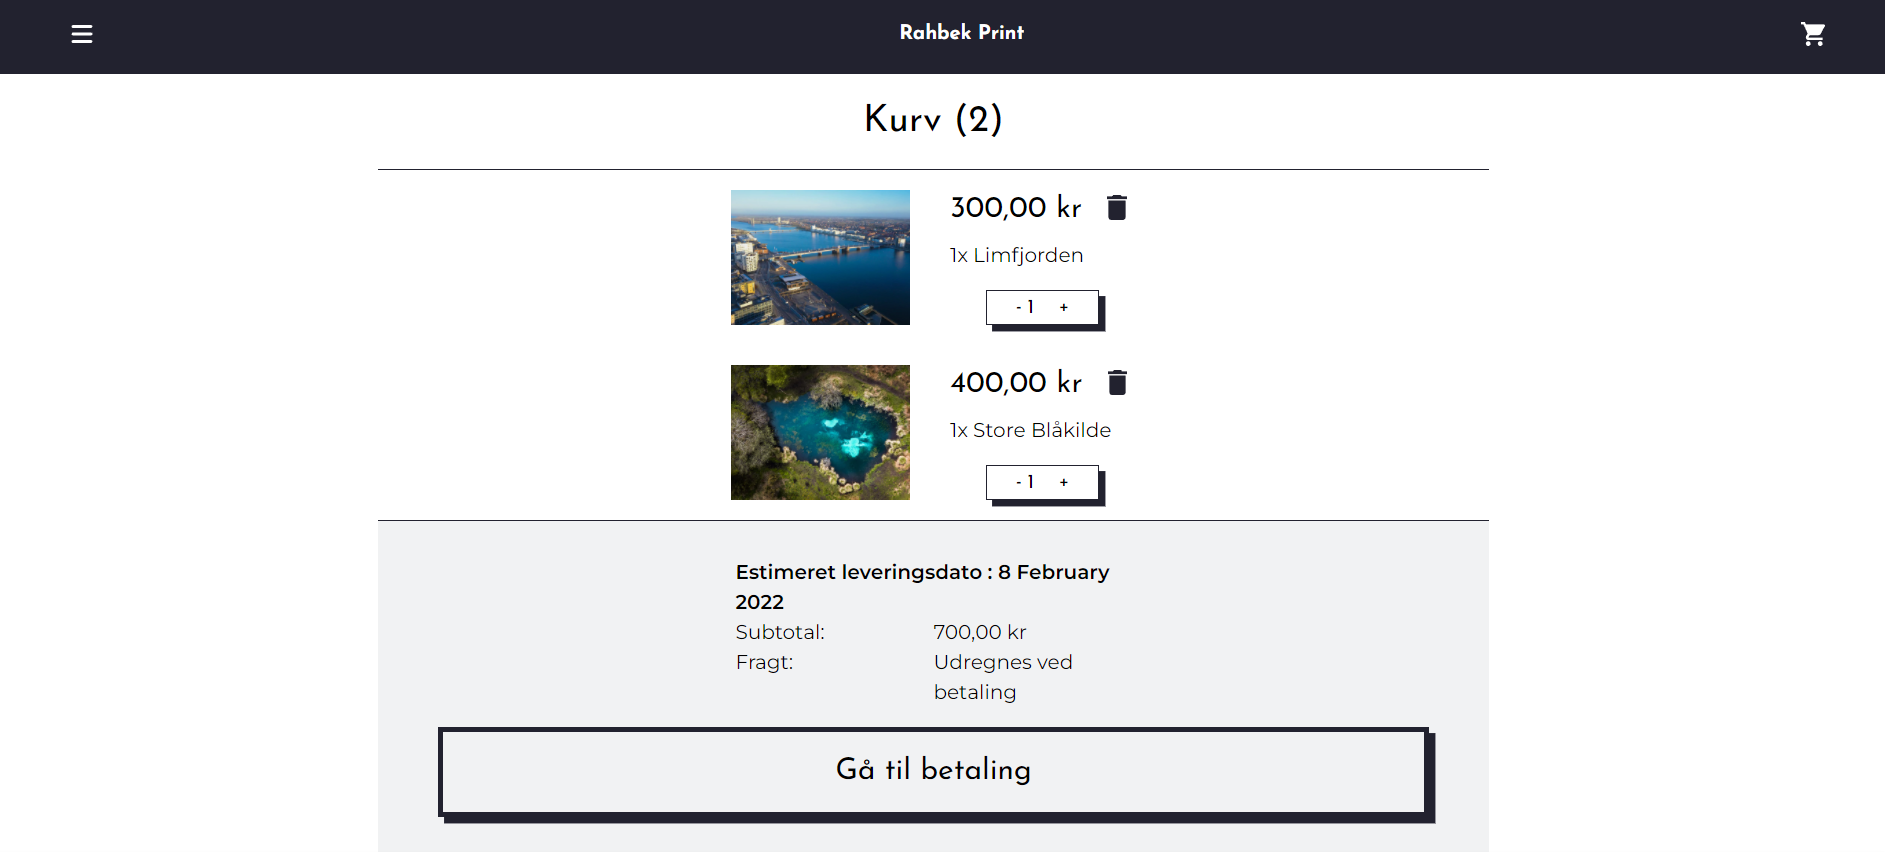 Rahbek Print
Kurv (2)
300,00 kr
1x Limfjorden
- 1 +
400,00 kr
1x Store Blåkilde
- 1 +
Estimeret leveringsdato : 8 February
2022
Subtotal: 700,00 kr
Fragt: Udregnes ved
betaling
Gå til betaling